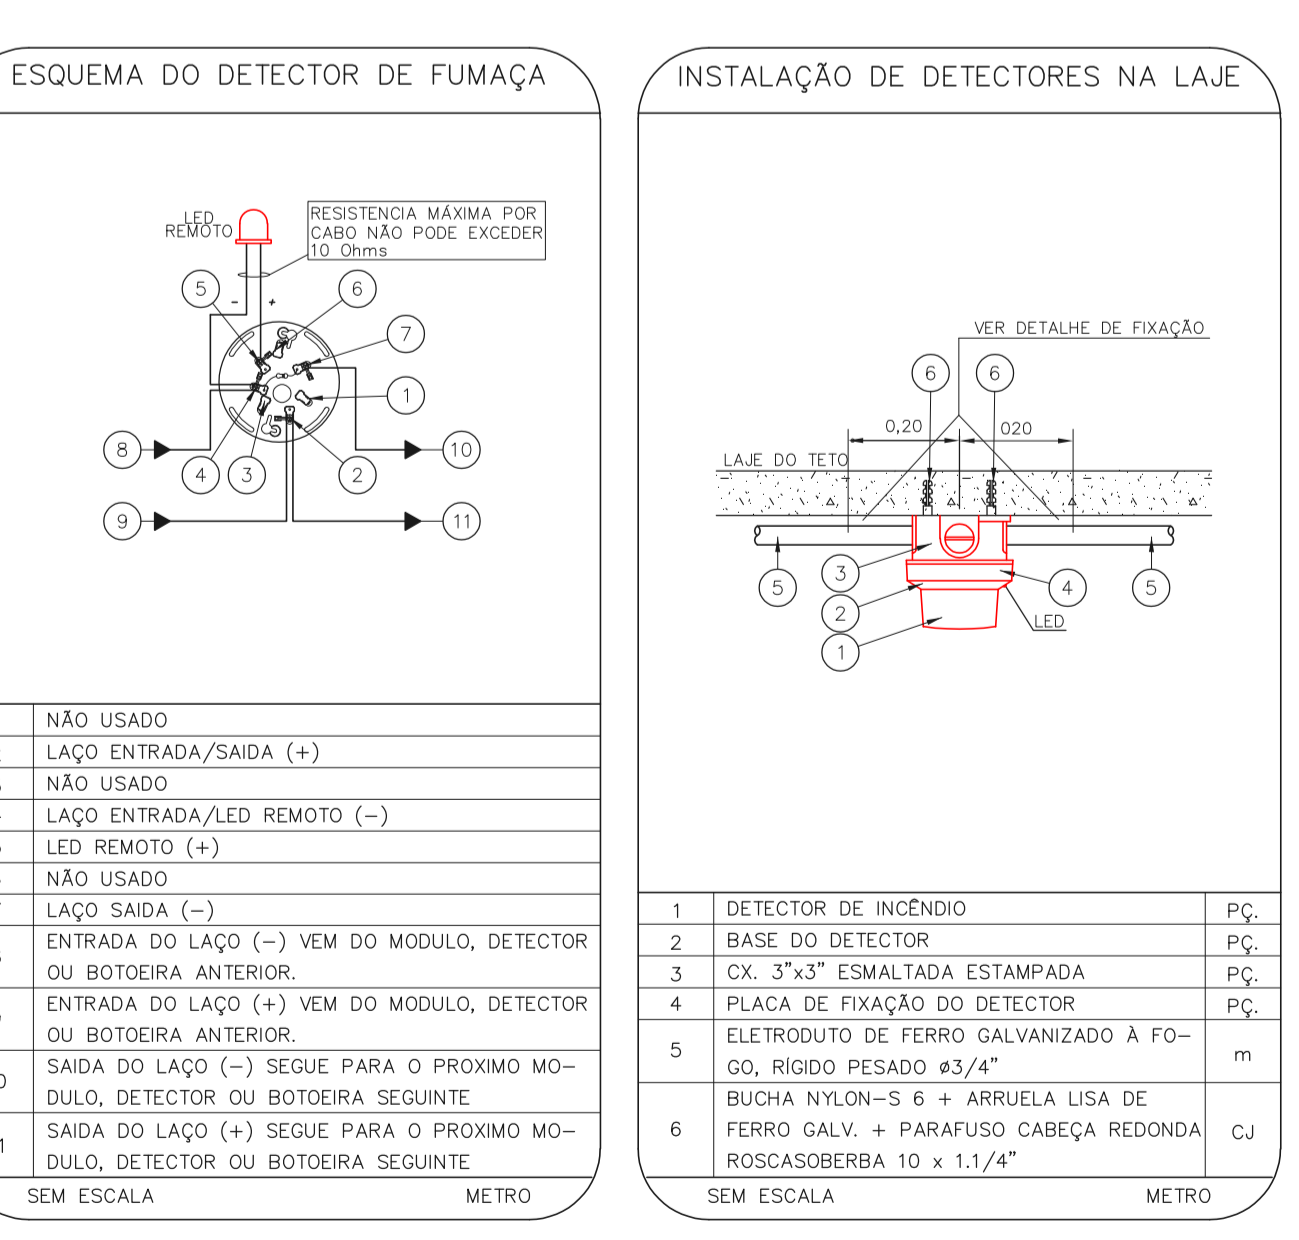 ESQUEMA DO DETECTOR DE FUMAÇA
LED
REMOTO
RESISTENCIA MÁXIMA POR
CABO NÃO PODE EXCEDER
10 Ohms
5
6
- +
7
1
8
10
4
3
2
9
11
NÃO USADO
LAÇO ENTRADA/SAIDA (+)
NÃO USADO
LAÇO ENTRADA/LED REMOTO (-)
LED REMOTO (+)
NÃO USADO
LAÇO SAIDA (-)
ENTRADA DO LAÇO (-) VEM DO MODULO, DETECTOR
OU BOTOEIRA ANTERIOR.
ENTRADA DO LAÇO (+) VEM DO MODULO, DETECTOR
OU BOTOEIRA ANTERIOR.
SAIDA DO LAÇO (-) SEGUE PARA O PROXIMO MO-
DULO, DETECTOR OU BOTOEIRA SEGUINTE
SAIDA DO LAÇO (+) SEGUE PARA O PROXIMO MO-
DULO, DETECTOR OU BOTOEIRA SEGUINTE
SEM ESCALA METRO
INSTALAÇÃO DE DETECTORES NA LAJE
VER DETALHE DE FIXAÇÃO
6 6
0,20 020
LAJE DO TETO
3
5
4
5
2
LED
1
1 DETECTOR DE INCÊNDIO PÇ.
2 BASE DO DETECTOR PÇ.
3 CX. 3"x3" ESMALTADA ESTAMPADA PÇ.
4 PLACA DE FIXAÇÃO DO DETECTOR PÇ.
5 ELETRODUTO DE FERRO GALVANIZADO À FO-
GO, RÍGIDO PESADO ø3/4" m
BUCHA NYLON-S 6 + ARRUELA LISA DE
6 FERRO GALV. + PARAFUSO CABEÇA REDONDA CJ
ROSCASOBERBA 10 x 1.1/4"
SEM ESCALA METRO